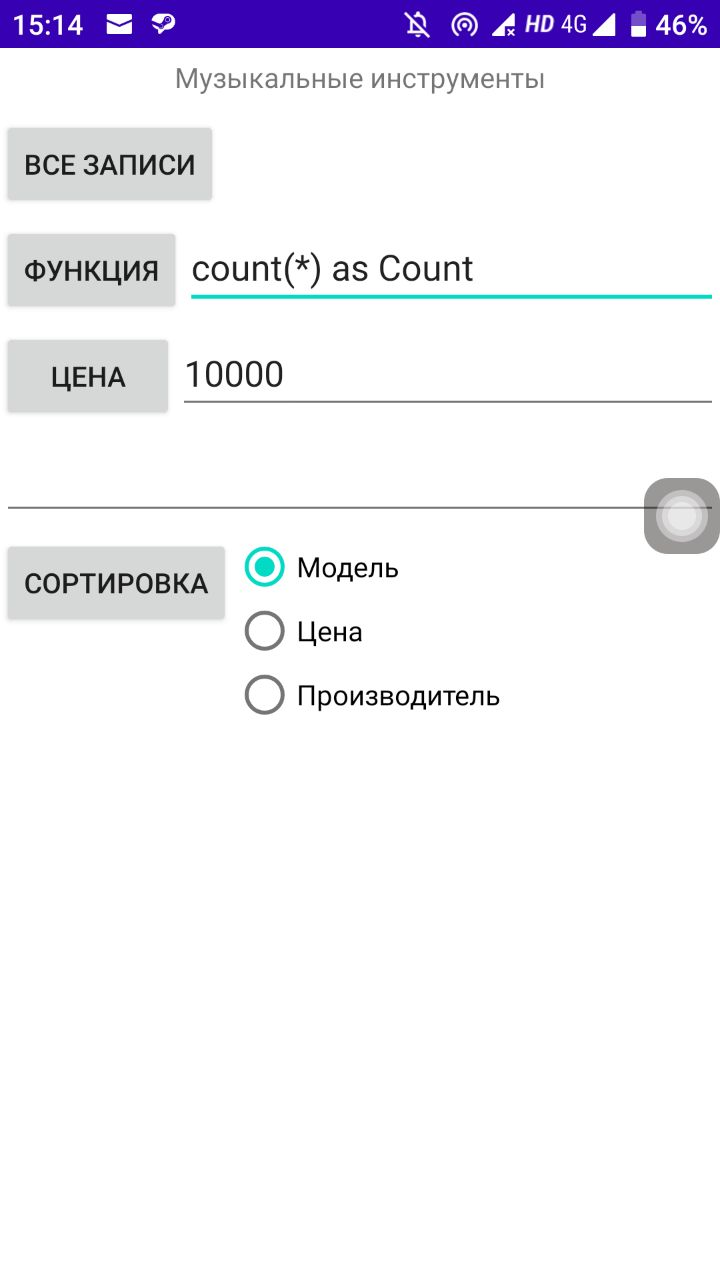 15:14 HD 4G 46%
Музыкальные инструменты
ВСЕ ЗАПИСИ
ФУНКЦИЯ count(*) as Count
ЦЕНА 10000
СОРТИРОВКА Модель
Цена
Производитель